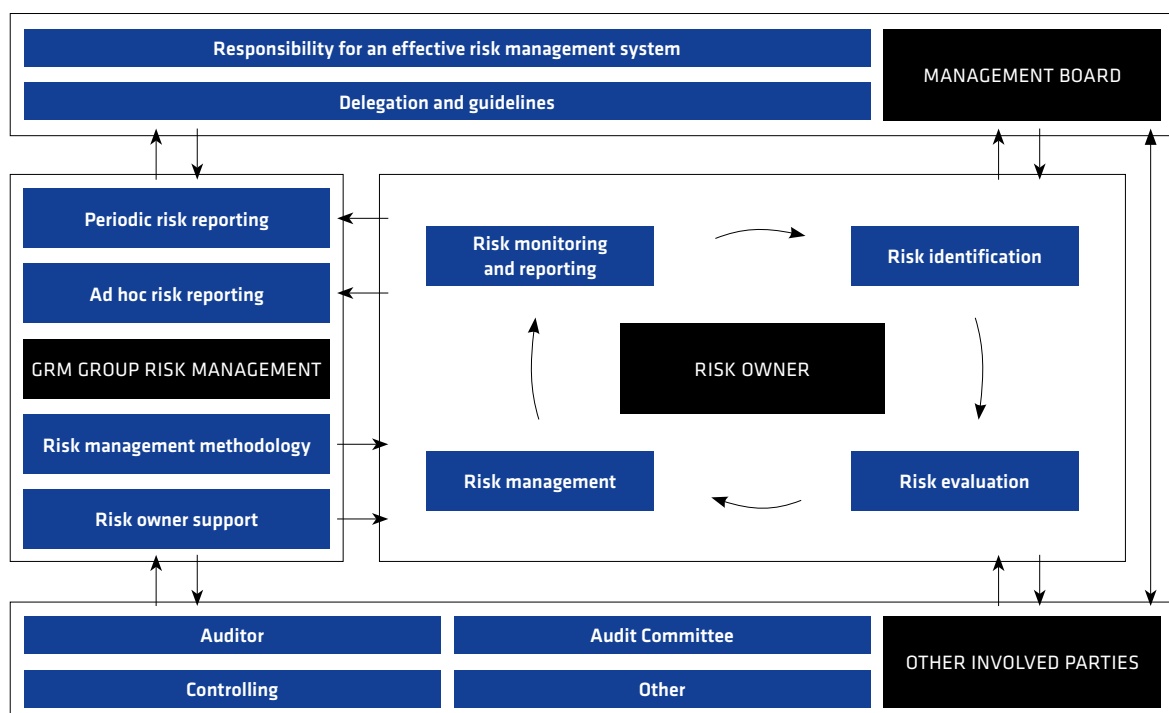 Responsibility for an effective risk management system
MANAGEMENT BOARD
Delegation and guidelines
Periodic risk reporting
Ad hoc risk reporting
GRM GROUP RISK MANAGEMENT
Risk management methodology
Risk owner support
Risk monitoring
and reporting
Risk identification
RISK OWNER
Risk management
Risk evaluation
Auditor
Audit Committee
OTHER INVOLVED PARTIES
Controlling
Other